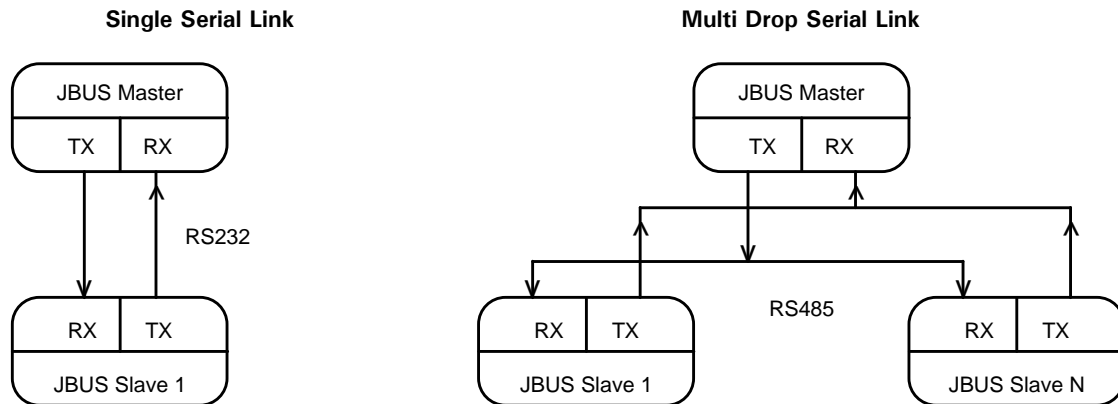 Single Serial Link
JBUS Master
TX RX
RS232
RX TX
JBUS Slave 1
Multi Drop Serial Link
JBUS Master
TX RX
RS485
RX TX
JBUS Slave 1
RX TX
JBUS Slave N